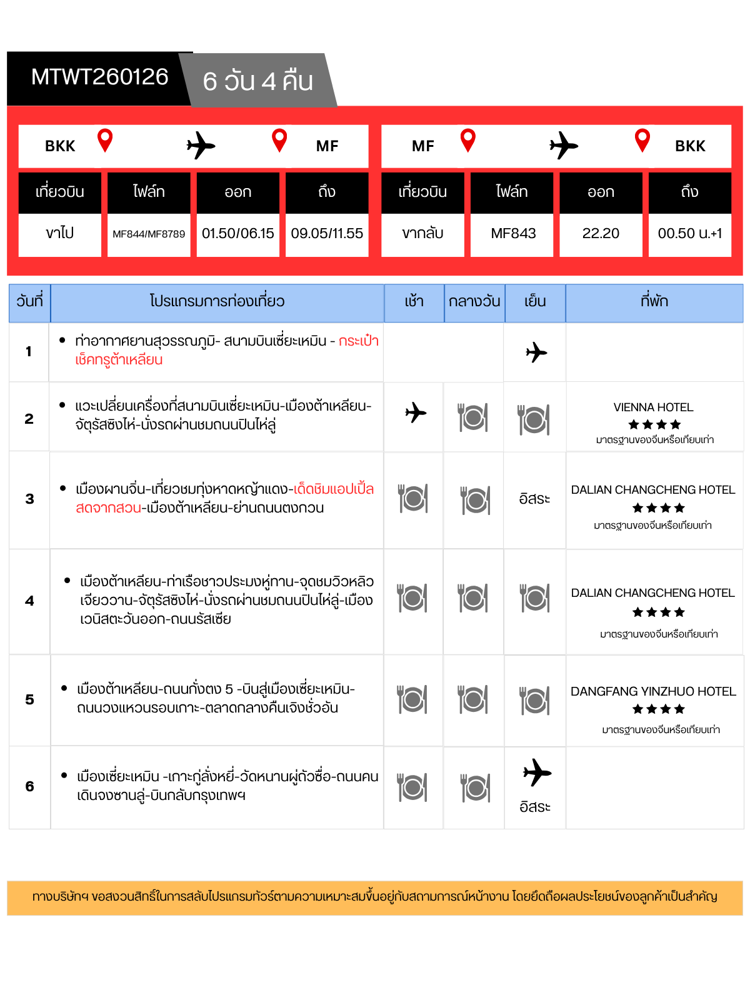 MTWT260126
6 วัน 4 คืน
BKK MF
MF BKK
เที่ยวบิน ไฟล์ท ออก ถึง
เที่ยวบิน ไฟล์ท ออก ถึง
ขาไป MF844/MF8789 01.50/06.15 09.05/11.55
ขากลับ MF843 22.20 00.50 น.+1
วันที่ โปรแกรมการท่องเที่ยว เช้า กลางวัน เย็น ที่พัก
1
• ท่าอากาศยานสุวรรณภูมิ- สนามบินเซี่ยะเหมิน - กระเป๋า
เช็คทรูต้าเหลียน
2
• แวะเปลี่ยนเครื่องที่สนามบินเซี่ยะเหมิน-เมืองต้าเหลียน-
จัตุรัสซิงไห่-นั่งรถผ่านชมถนนปินไห่ลู่
VIENNA HOTEL
★★★★
มาตรฐานของจีนหรือเทียบเท่า
3
• เมืองผานจิ่น-เที่ยวชมทุ่งหาดหญ้าแดง-เด็ดชิมแอปเปิ้ล
สดจากสวน-เมืองต้าเหลียน-ย่านถนนตงกวน
อิสระ
DALIAN CHANGCHENG HOTEL
★★★★
มาตรฐานของจีนหรือเทียบเท่า
4
• เมืองต้าเหลียน-ท่าเรือชาวประมงหู่ทาน-จุดชมวิวหลิว
เจียววาน-จัตุรัสซิงไห่-นั่งรถผ่านชมถนนปินไห่ลู่-เมือง
เวนิสตะวันออก-ถนนรัสเซีย
DALIAN CHANGCHENG HOTEL
★★★★
มาตรฐานของจีนหรือเทียบเท่า
5
• เมืองต้าเหลียน-ถนนกั่งตง 5 -บินสู่เมืองเซี่ยะเหมิน-
ถนนวงแหวนรอบเกาะ-ตลาดกลางคืนเจิงชั่วอัน
DANGFANG YINZHUO HOTEL
★★★★
มาตรฐานของจีนหรือเทียบเท่า
6
• เมืองเซี่ยะเหมิน -เกาะกู่ลั่งหยี่-วัดหนานผู่ถัวซื่อ-ถนนคน
เดินจงซานลู่-บินกลับกรุงเทพฯ
อิสระ
ทางบริษัทฯ ขอสงวนสิทธิ์ในการสลับโปรแกรมทัวร์ตามความเหมาะสมขึ้นอยู่กับสถามการณ์หน้างาน โดยยึดถือผลประโยชน์ของลูกค้าเป็นสำคัญ